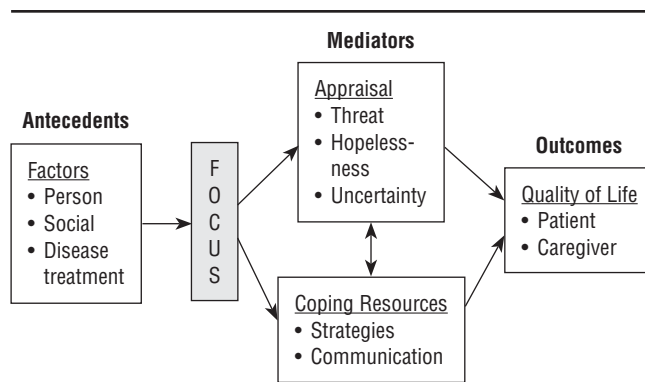 Mediators
Antecedents
Factors
• Person
• Social
• Disease
treatment
F
O
C
U
S
Appraisal
• Threat
• Hopeless-
ness
• Uncertainty
Coping Resources
• Strategies
• Communication
Outcomes
Quality of Life
• Patient
• Caregiver